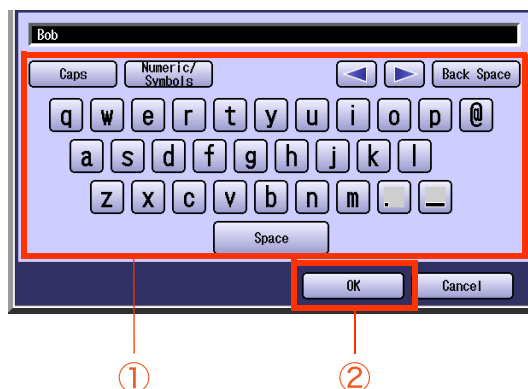 Bob
Caps Numeric/ Symbols Back Space
q w e r t y u i o p @
a s d f g h j k l
z x c v b n m . _
Space
OK Cancel
① ②